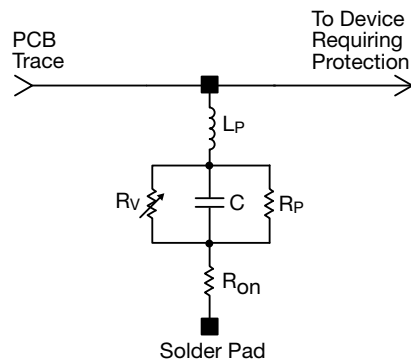 PCB
Trace
To Device
Requiring
Protection
LP
RV
C
RP
Ron
Solder Pad